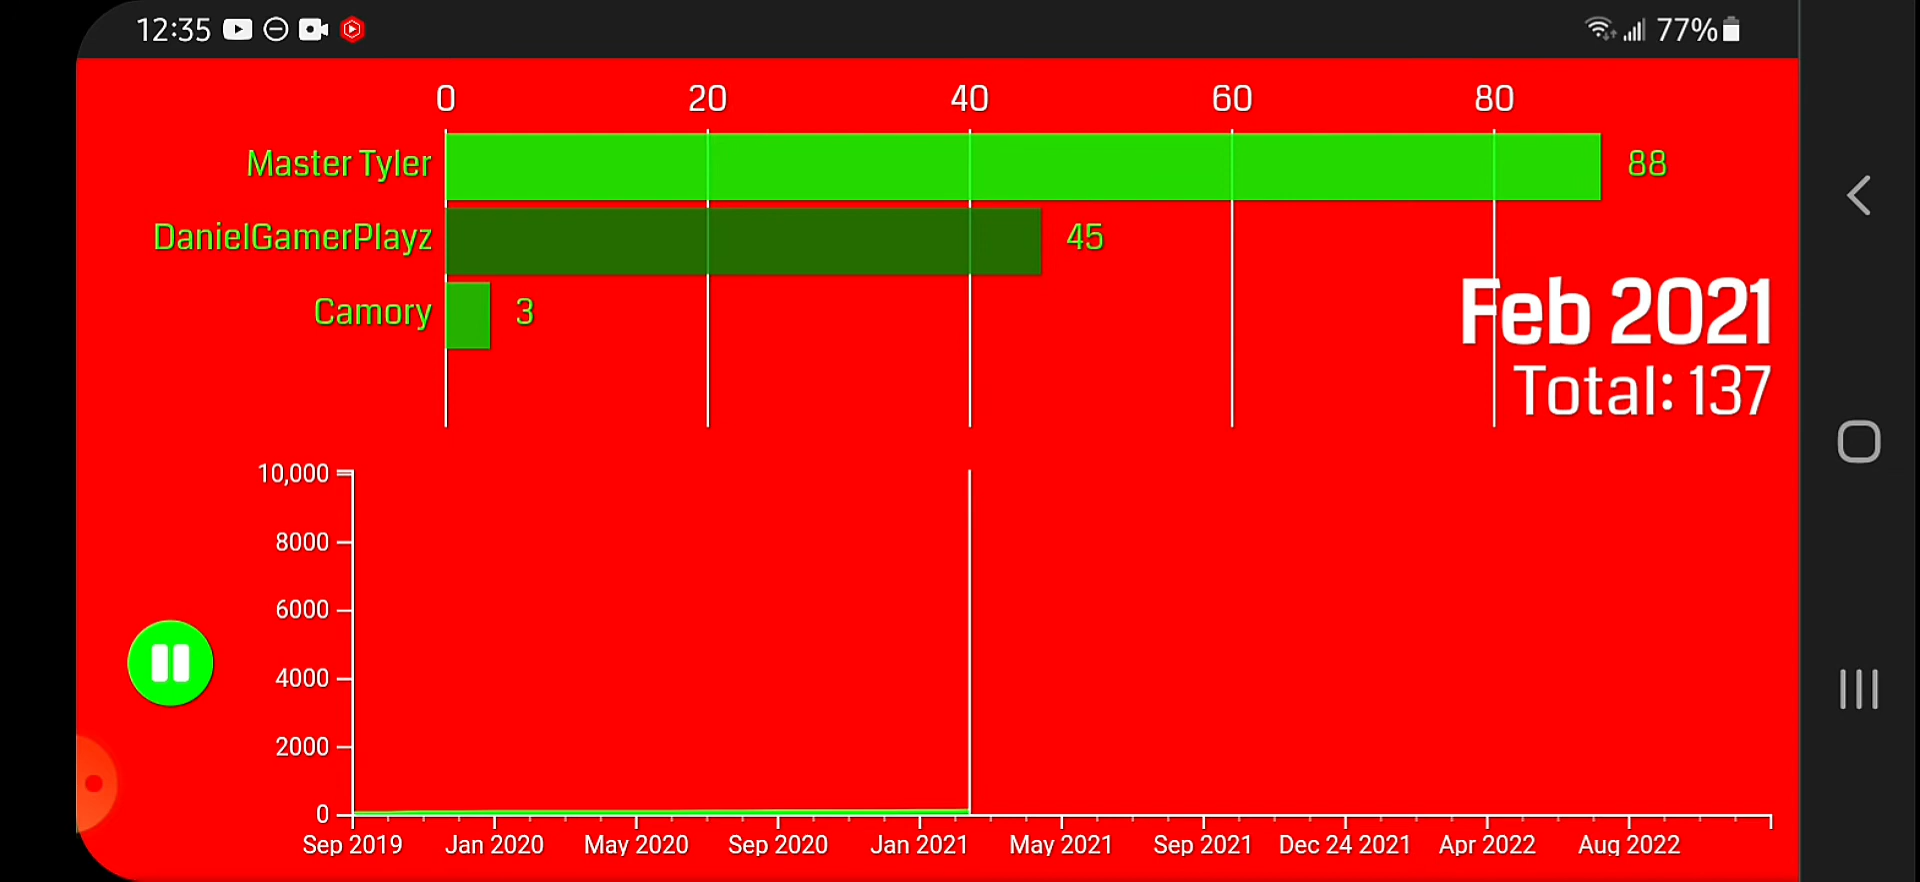 12:35 77%
0 20 40 60 80
Master Tyler 88
DanielGamerPlayz 45
Camory 3
Feb 2021
Total: 137
10,000
8000
6000
4000
2000
0
Sep 2019 Jan 2020 May 2020 Sep 2020 Jan 2021 May 2021 Sep 2021 Dec 24 2021 Apr 2022 Aug 2022